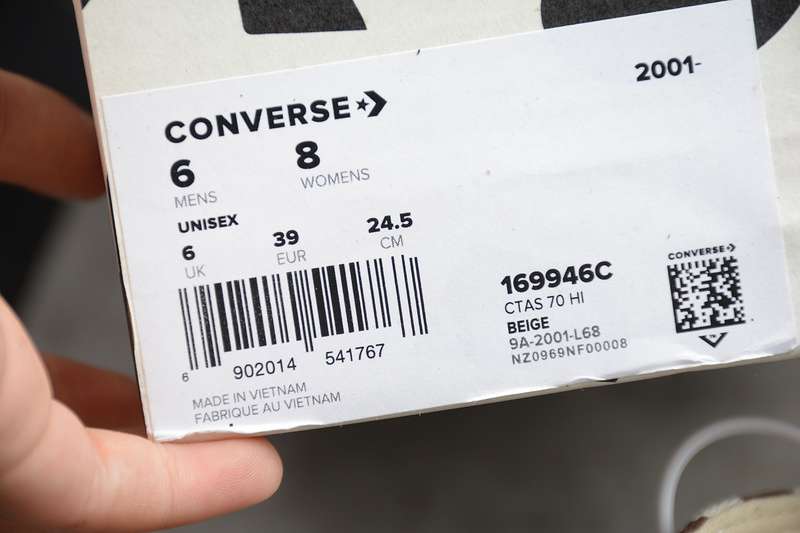 CONVERSE
2001-
6 8
MENS WOMENS
UNISEX
6 39 24.5
UK EUR CM
6 902014 541767
MADE IN VIETNAM
FABRIQUE AU VIETNAM
169946C
CTAS 70 HI
BEIGE
9A-2001-L68
NZ0969NF00008
CONVERSE